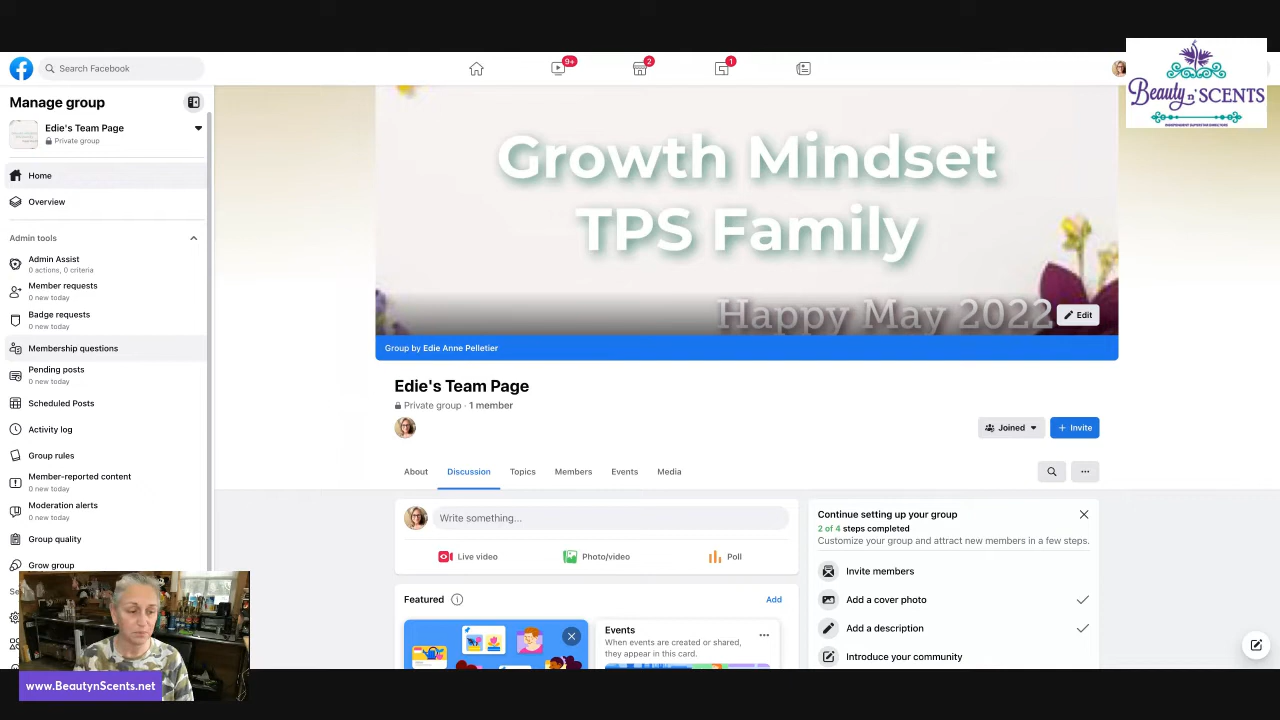 Search Facebook
9+
2
1
Beauty n' SCENTS
INDEPENDENT SUPERSTAR DIRECTOR
Manage group
Edie's Team Page
Private group
Home
Overview
Admin tools
Admin Assist
0 actions, 0 criteria
Member requests
0 new today
Badge requests
0 new today
Membership questions
Pending posts
0 new today
Scheduled Posts
Activity log
Group rules
Member-reported content
0 new today
Moderation alerts
0 new today
Group quality
Grow group
Se
www.BeautynScents.net
Growth Mindset
TPS Family
Happy May 2022
Edit
Group by Edie Anne Pelletier
Edie's Team Page
Private group · 1 member
Joined
+ Invite
About
Discussion
Topics
Members
Events
Media
Write something...
Live video
Photo/video
Poll
Featured
Add
Events
When events are created or shared,
they appear in this card.
Continue setting up your group
2 of 4 steps completed
Customize your group and attract new members in a few steps.
Invite members
Add a cover photo
Add a description
Introduce your community